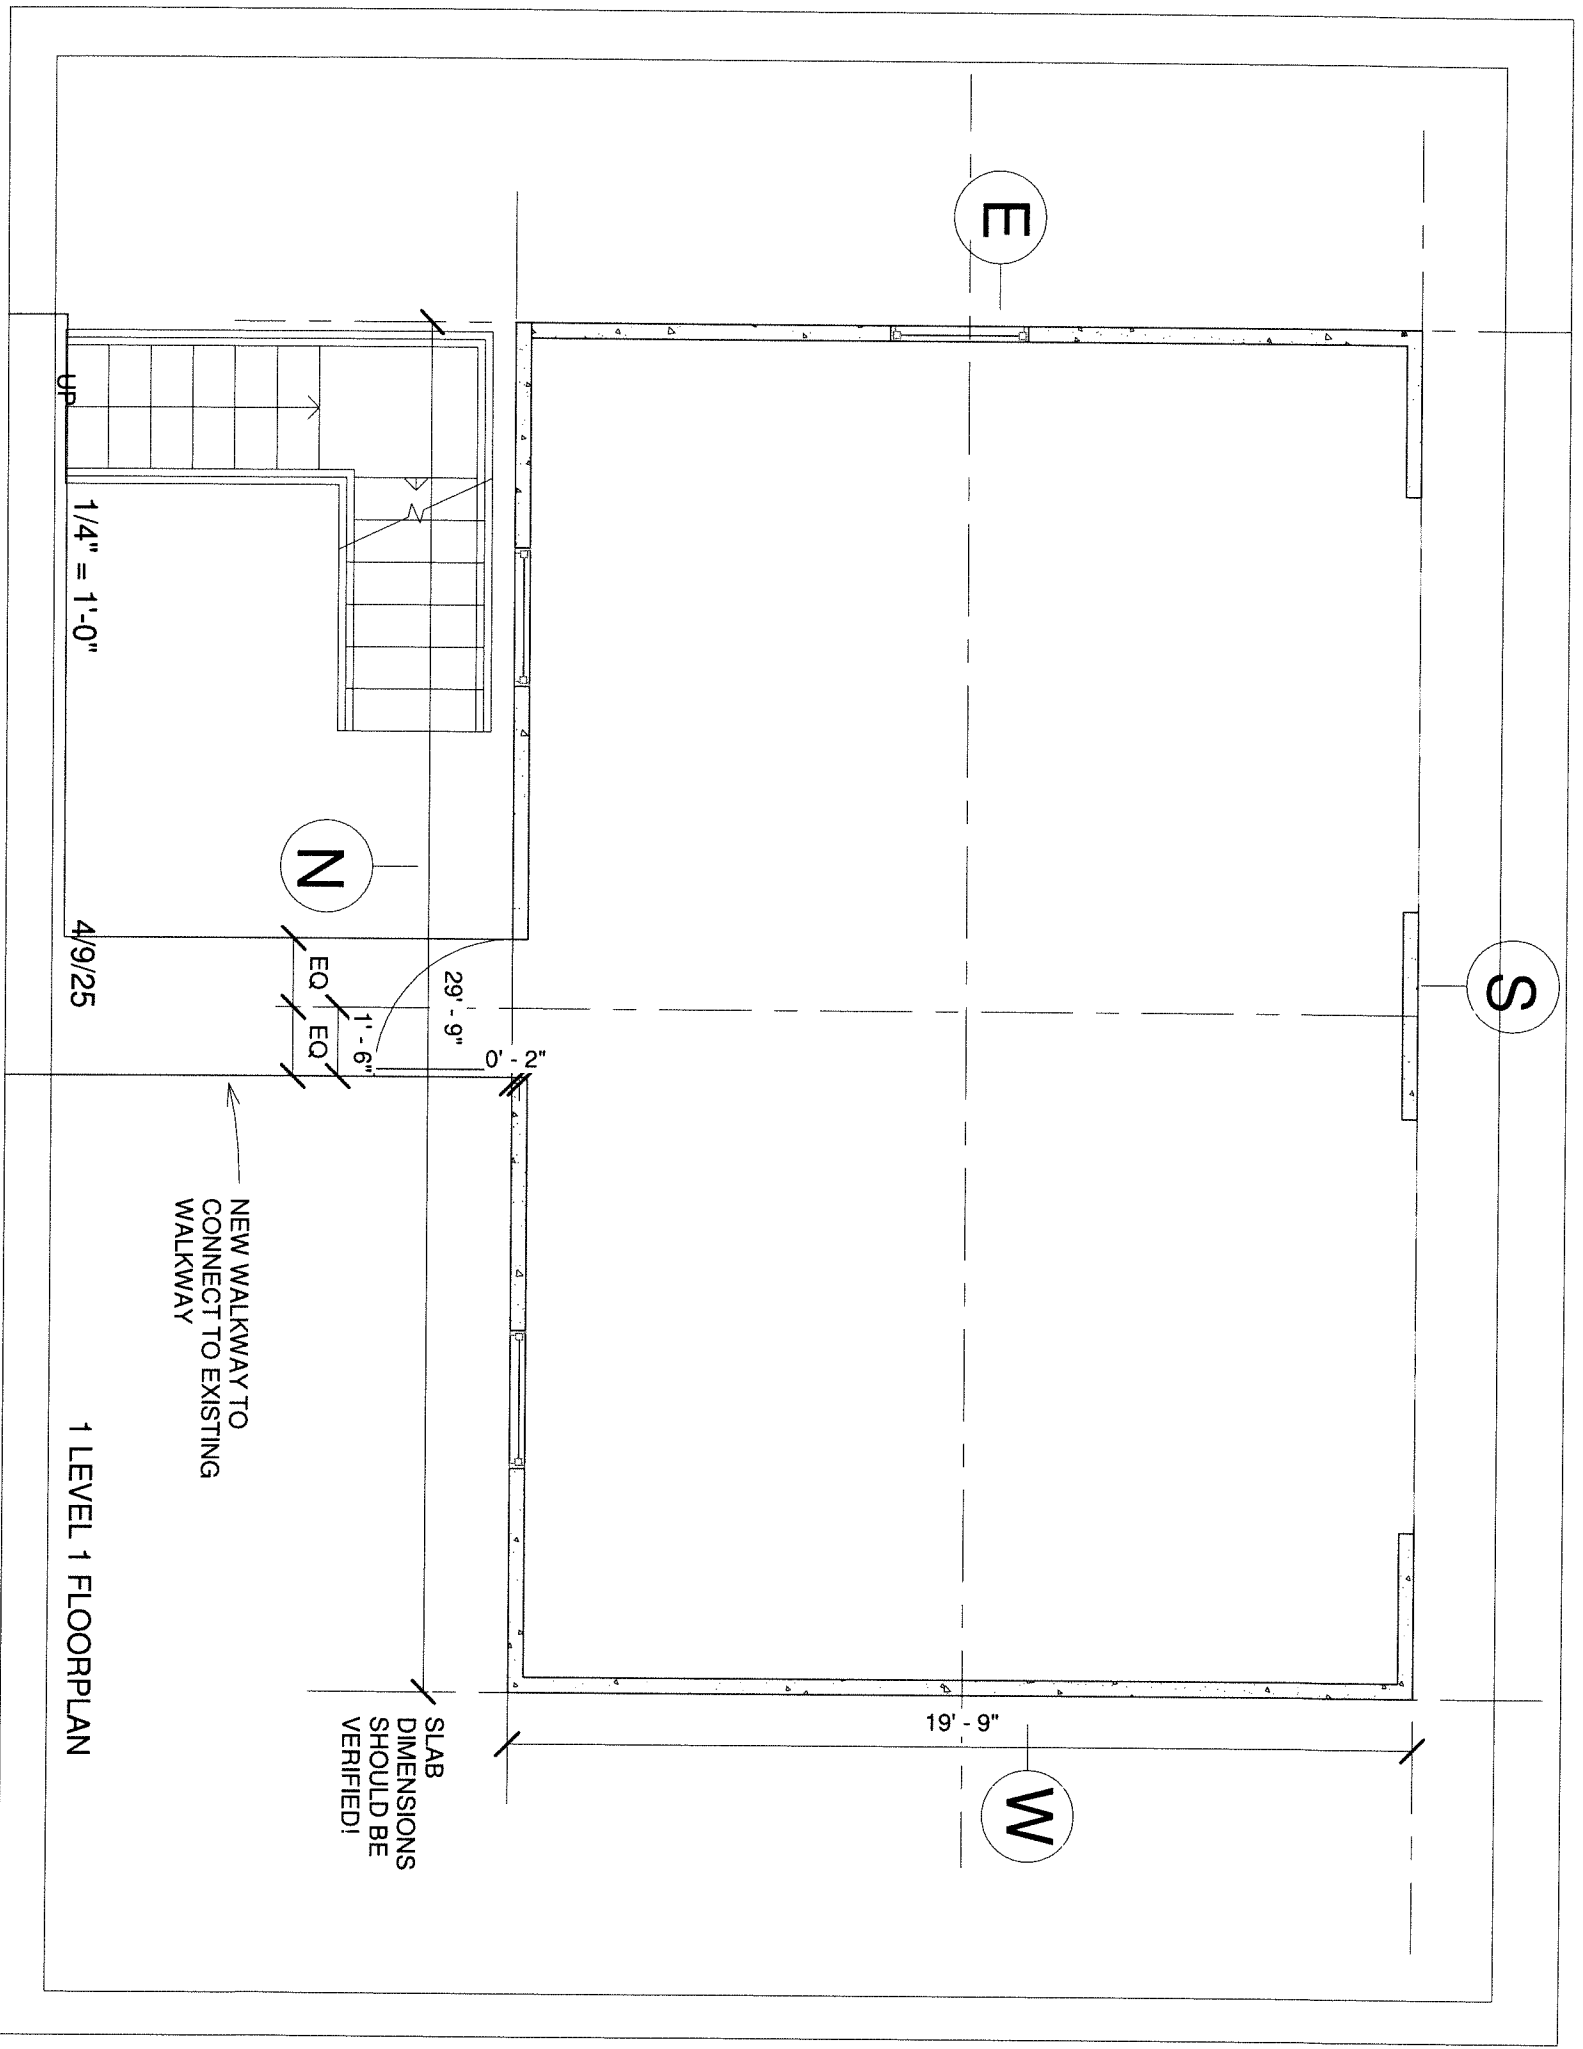 S
E
W
N
19' - 9"
29' - 9"
0' - 2"
1' - 6"
EQ
EQ
SLAB
DIMENSIONS
SHOULD BE
VERIFIED!
NEW WALKWAY TO
CONNECT TO EXISTING
WALKWAY
UP
1/4" = 1'-0"
4/9/25
1 LEVEL 1 FLOORPLAN